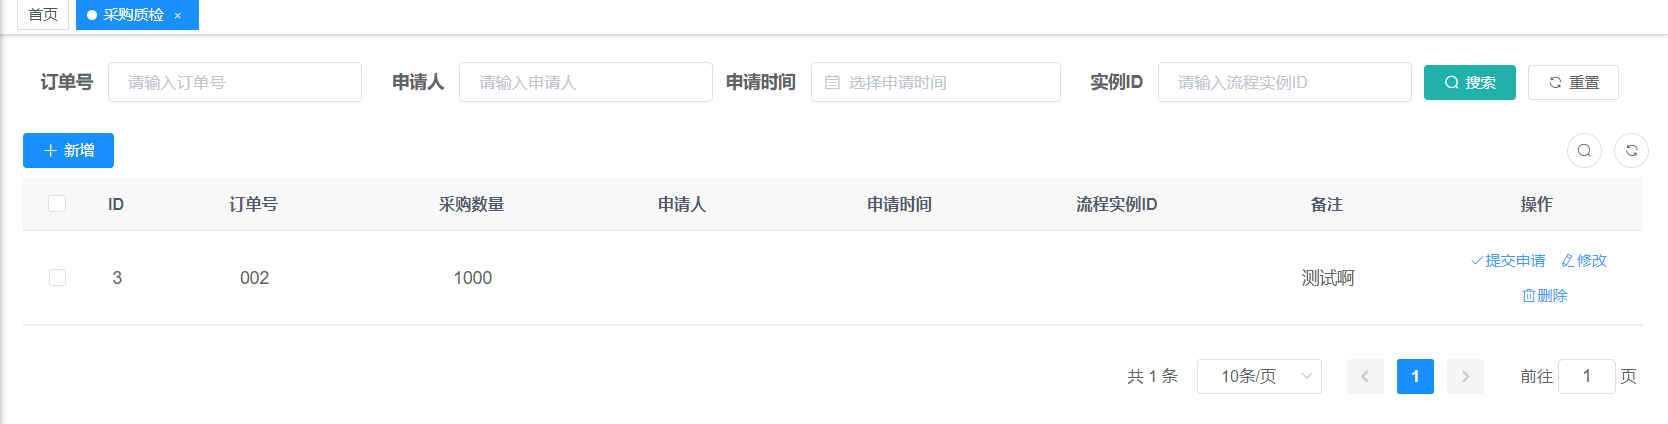 首页 采购质检 ×
订单号 请输入订单号 申请人 请输入申请人 申请时间 选择申请时间 实例ID 请输入流程实例ID 搜索 重置
新增
ID 订单号 采购数量 申请人 申请时间 流程实例ID 备注 操作
3 002 1000 测试啊 提交申请 修改
删除
共 1 条 10条/页 1 前往 1 页